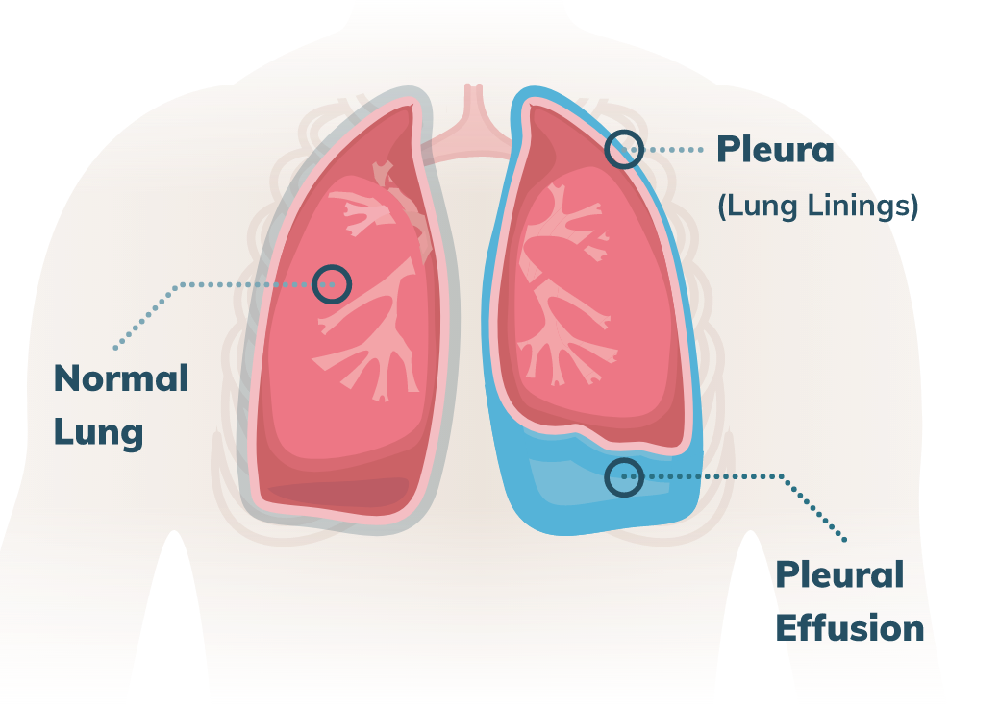 Pleura
(Lung Linings)
Normal
Lung
Pleural
Effusion